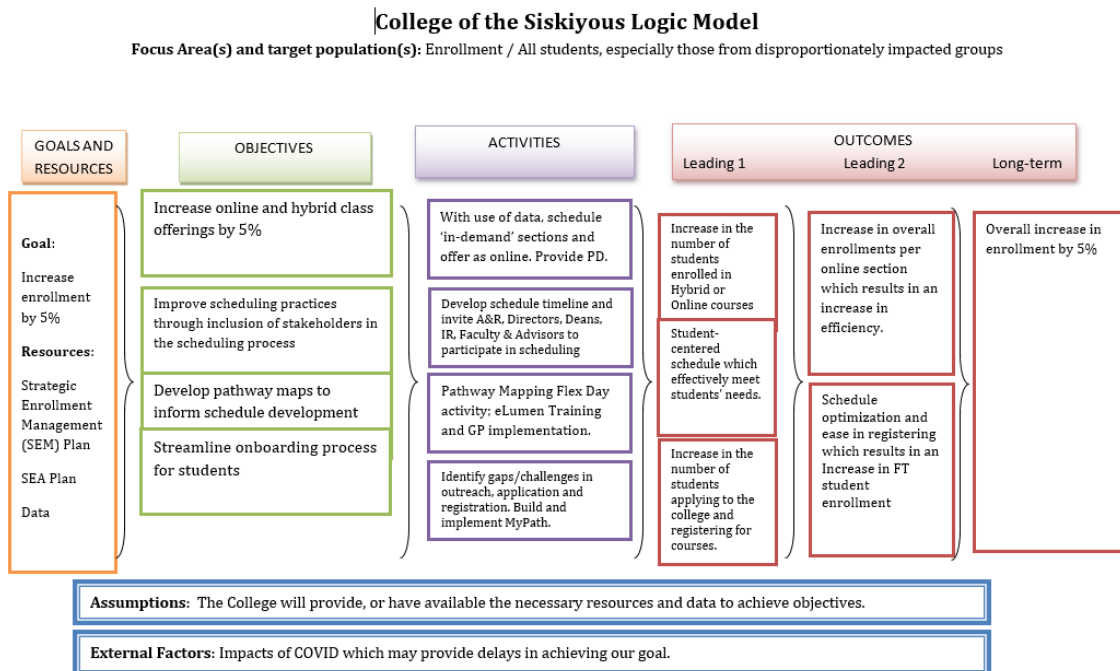 College of the Siskiyous Logic Model
Focus Area(s) and target population(s): Enrollment / All students, especially those from disproportionately impacted groups
GOALS AND
RESOURCES
OBJECTIVES
ACTIVITIES
OUTCOMES
Leading 1
Leading 2
Long-term
Goal:
Increase
enrollment
by 5%
Resources:
Strategic
Enrollment
Management
(SEM) Plan
SEA Plan
Data
Increase online and hybrid class
offerings by 5%
Improve scheduling practices
through inclusion of stakeholders in
the scheduling process
Develop pathway maps to
inform schedule development
Streamline onboarding process
for students
With use of data, schedule
‘in-demand’ sections and
offer as online. Provide PD.
Develop schedule timeline and
invite A&R, Directors, Deans,
IR, Faculty & Advisors to
participate in scheduling
Pathway Mapping Flex Day
activity; eLumen Training
and GP implementation.
Identify gaps/challenges in
outreach, application and
registration. Build and
implement MyPath.
Increase in the
number of
students
enrolled in
Hybrid or
Online courses
Student-
centered
schedule which
effectively meet
students’ needs.
Increase in the
number of
students
applying to the
college and
registering for
courses.
Increase in overall
enrollments per
online section
which results in an
increase in
efficiency.
Schedule
optimization and
ease in registering
which results in an
Increase in FT
student
enrollment
Overall increase in
enrollment by 5%
Assumptions: The College will provide, or have available the necessary resources and data to achieve objectives.
External Factors: Impacts of COVID which may provide delays in achieving our goal.